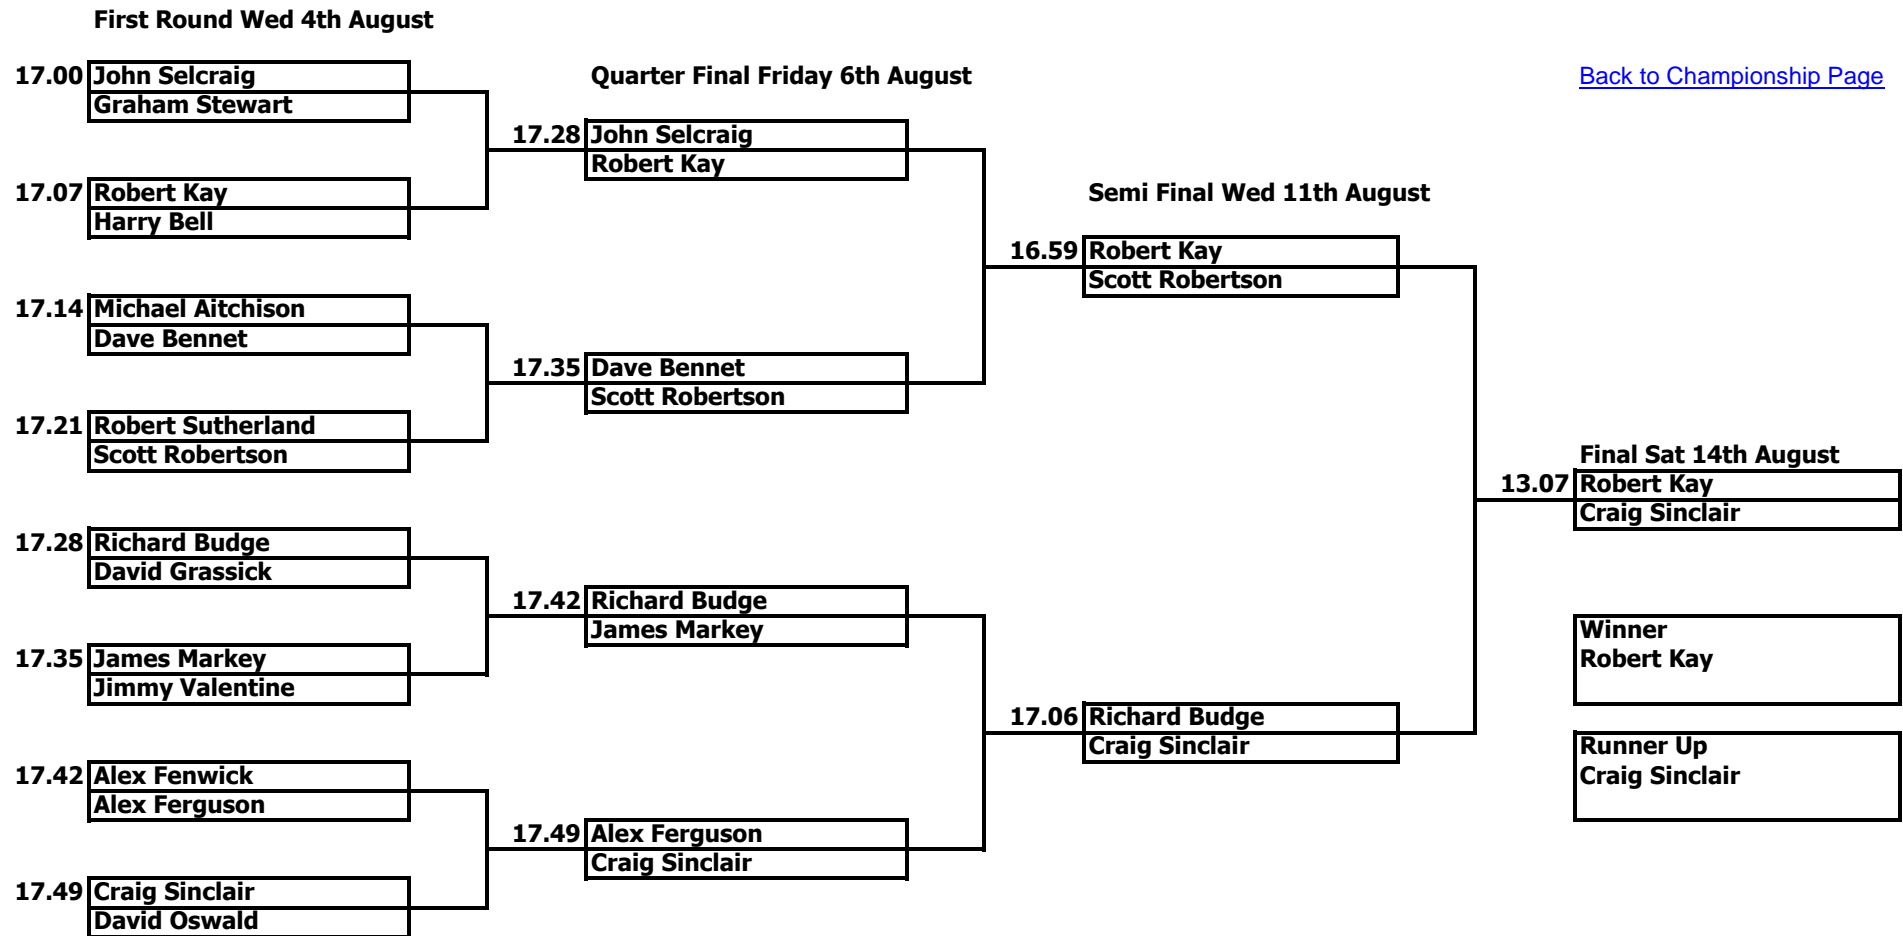 First Round Wed 4th August
17.00 John Selcraig
Graham Stewart
17.07 Robert Kay
Harry Bell
17.14 Michael Aitchison
Dave Bennet
17.21 Robert Sutherland
Scott Robertson
17.28 Richard Budge
David Grassick
17.35 James Markey
Jimmy Valentine
17.42 Alex Fenwick
Alex Ferguson
17.49 Craig Sinclair
David Oswald
Quarter Final Friday 6th August
17.28 John Selcraig
Robert Kay
17.35 Dave Bennet
Scott Robertson
17.42 Richard Budge
James Markey
17.49 Alex Ferguson
Craig Sinclair
Semi Final Wed 11th August
16.59 Robert Kay
Scott Robertson
17.06 Richard Budge
Craig Sinclair
Back to Championship Page
Final Sat 14th August
13.07 Robert Kay
Craig Sinclair
Winner
Robert Kay
Runner Up
Craig Sinclair